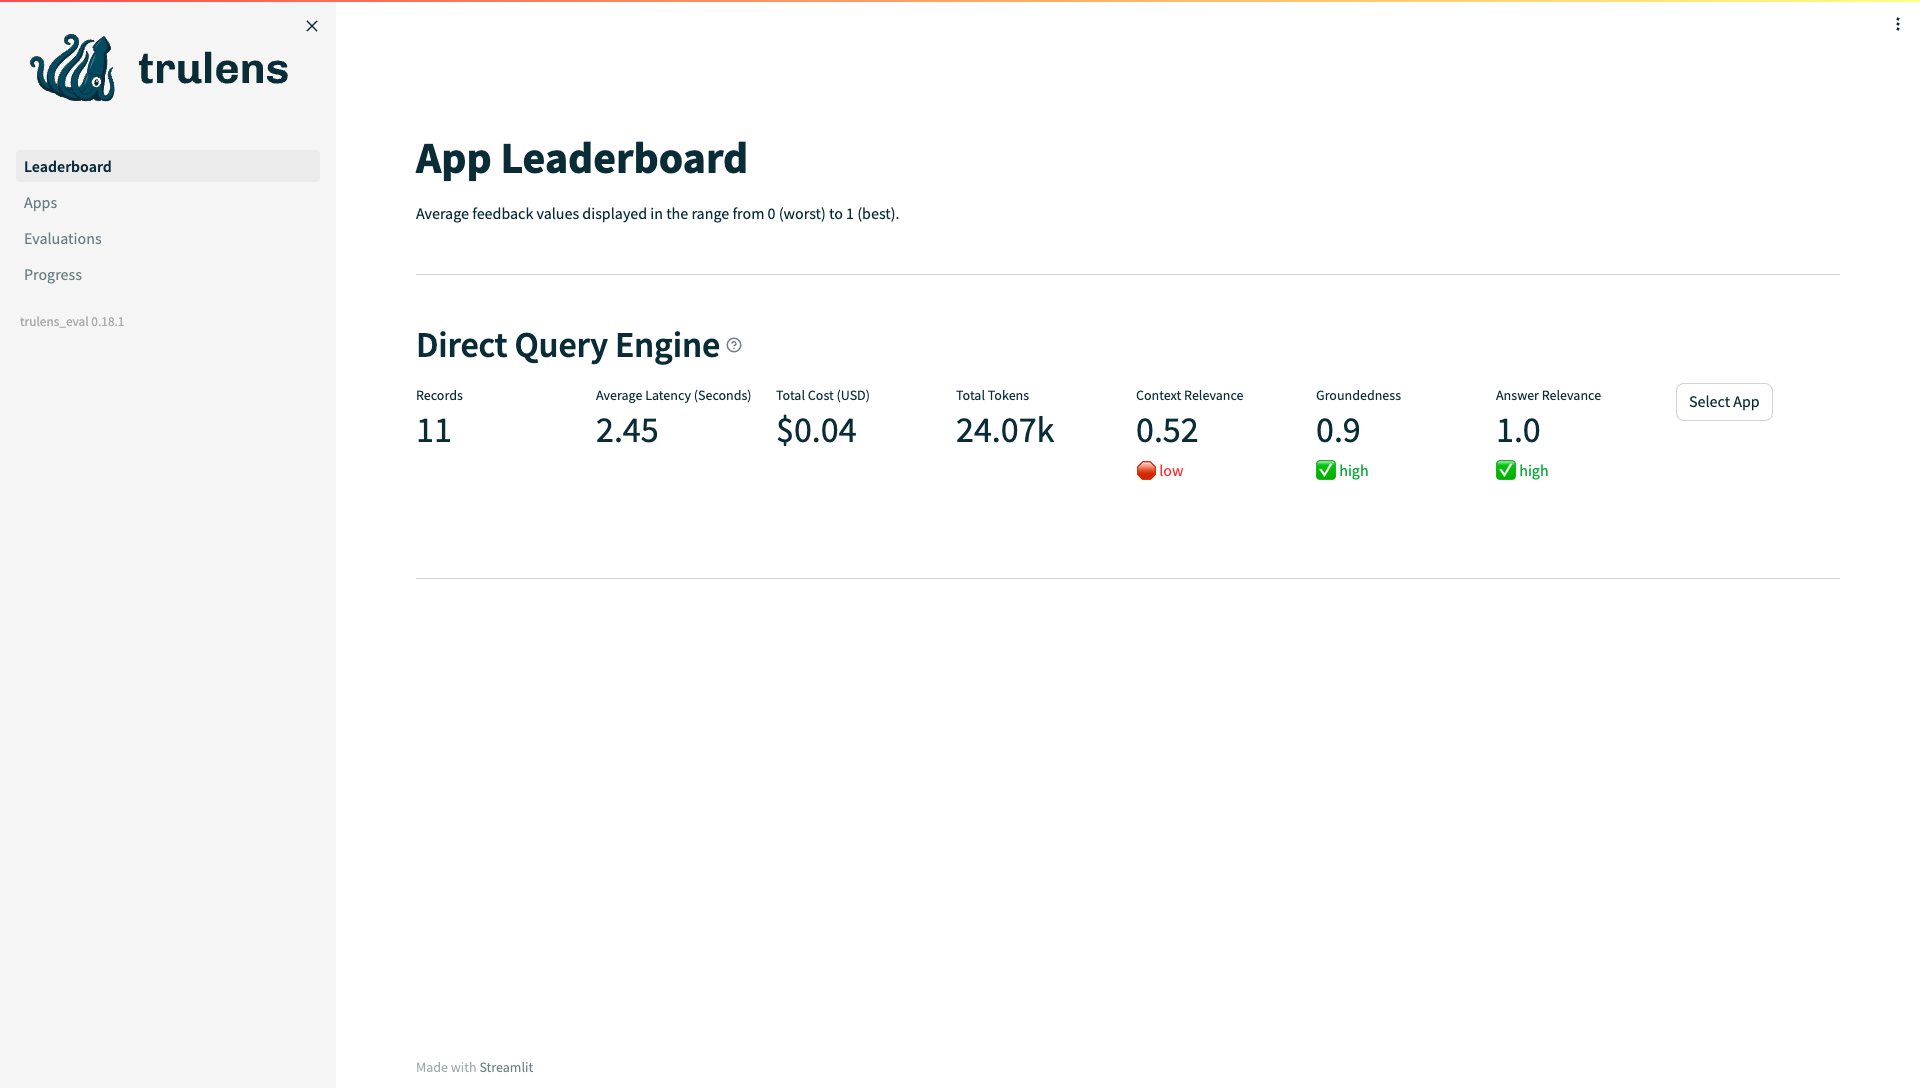 trulens
Leaderboard
Apps
Evaluations
Progress
trulens_eval 0.18.1
App Leaderboard
Average feedback values displayed in the range from 0 (worst) to 1 (best).
Direct Query Engine
Records
11
Average Latency (Seconds)
2.45
Total Cost (USD)
$0.04
Total Tokens
24.07k
Context Relevance
0.52
low
Groundedness
0.9
high
Answer Relevance
1.0
high
Select App
Made with Streamlit